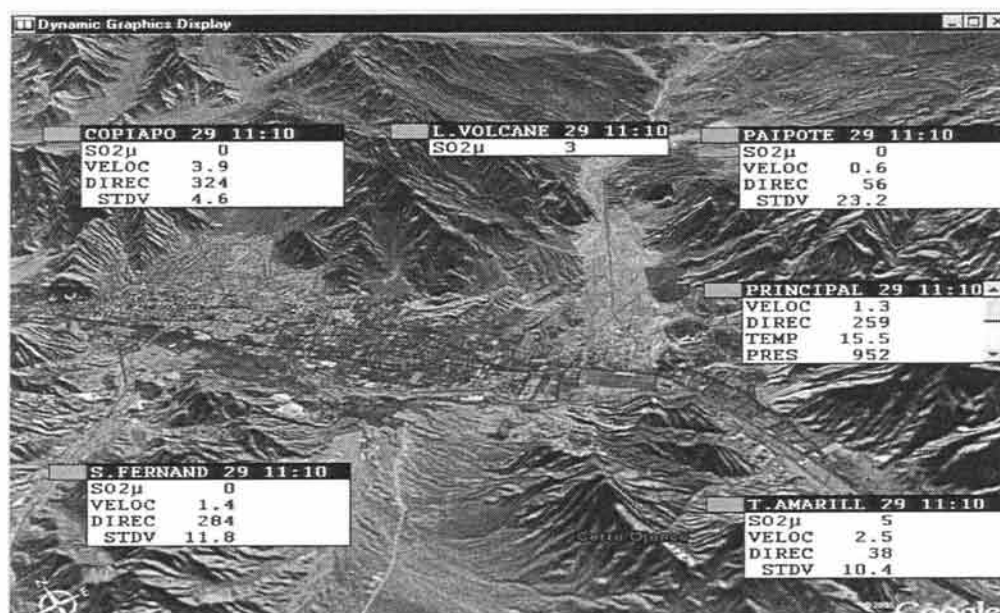 Dynamic Graphics Display
COPIAPO 29 11:10
SO2µ 0
VELOC 3.9
DIREC 324
STDV 4.6
L.VOLCANE 29 11:10
SO2µ 3
PAIPOTE 29 11:10
SO2µ 0
VELOC 0.6
DIREC 56
STDV 23.2
PRINCIPAL 29 11:10
VELOC 1.3
DIREC 259
TEMP 15.5
PRES 952
S.FERNAND 29 11:10
SO2µ 0
VELOC 1.4
DIREC 284
STDV 11.8
T.AMARILL 29 11:10
SO2µ 5
VELOC 2.5
DIREC 38
STDV 10.4
Cerro Ojanco
N
E
Google